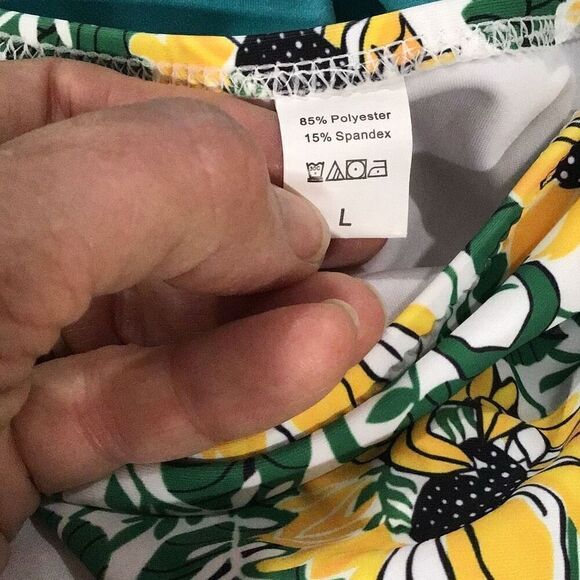 85% Polyester
15% Spandex
L